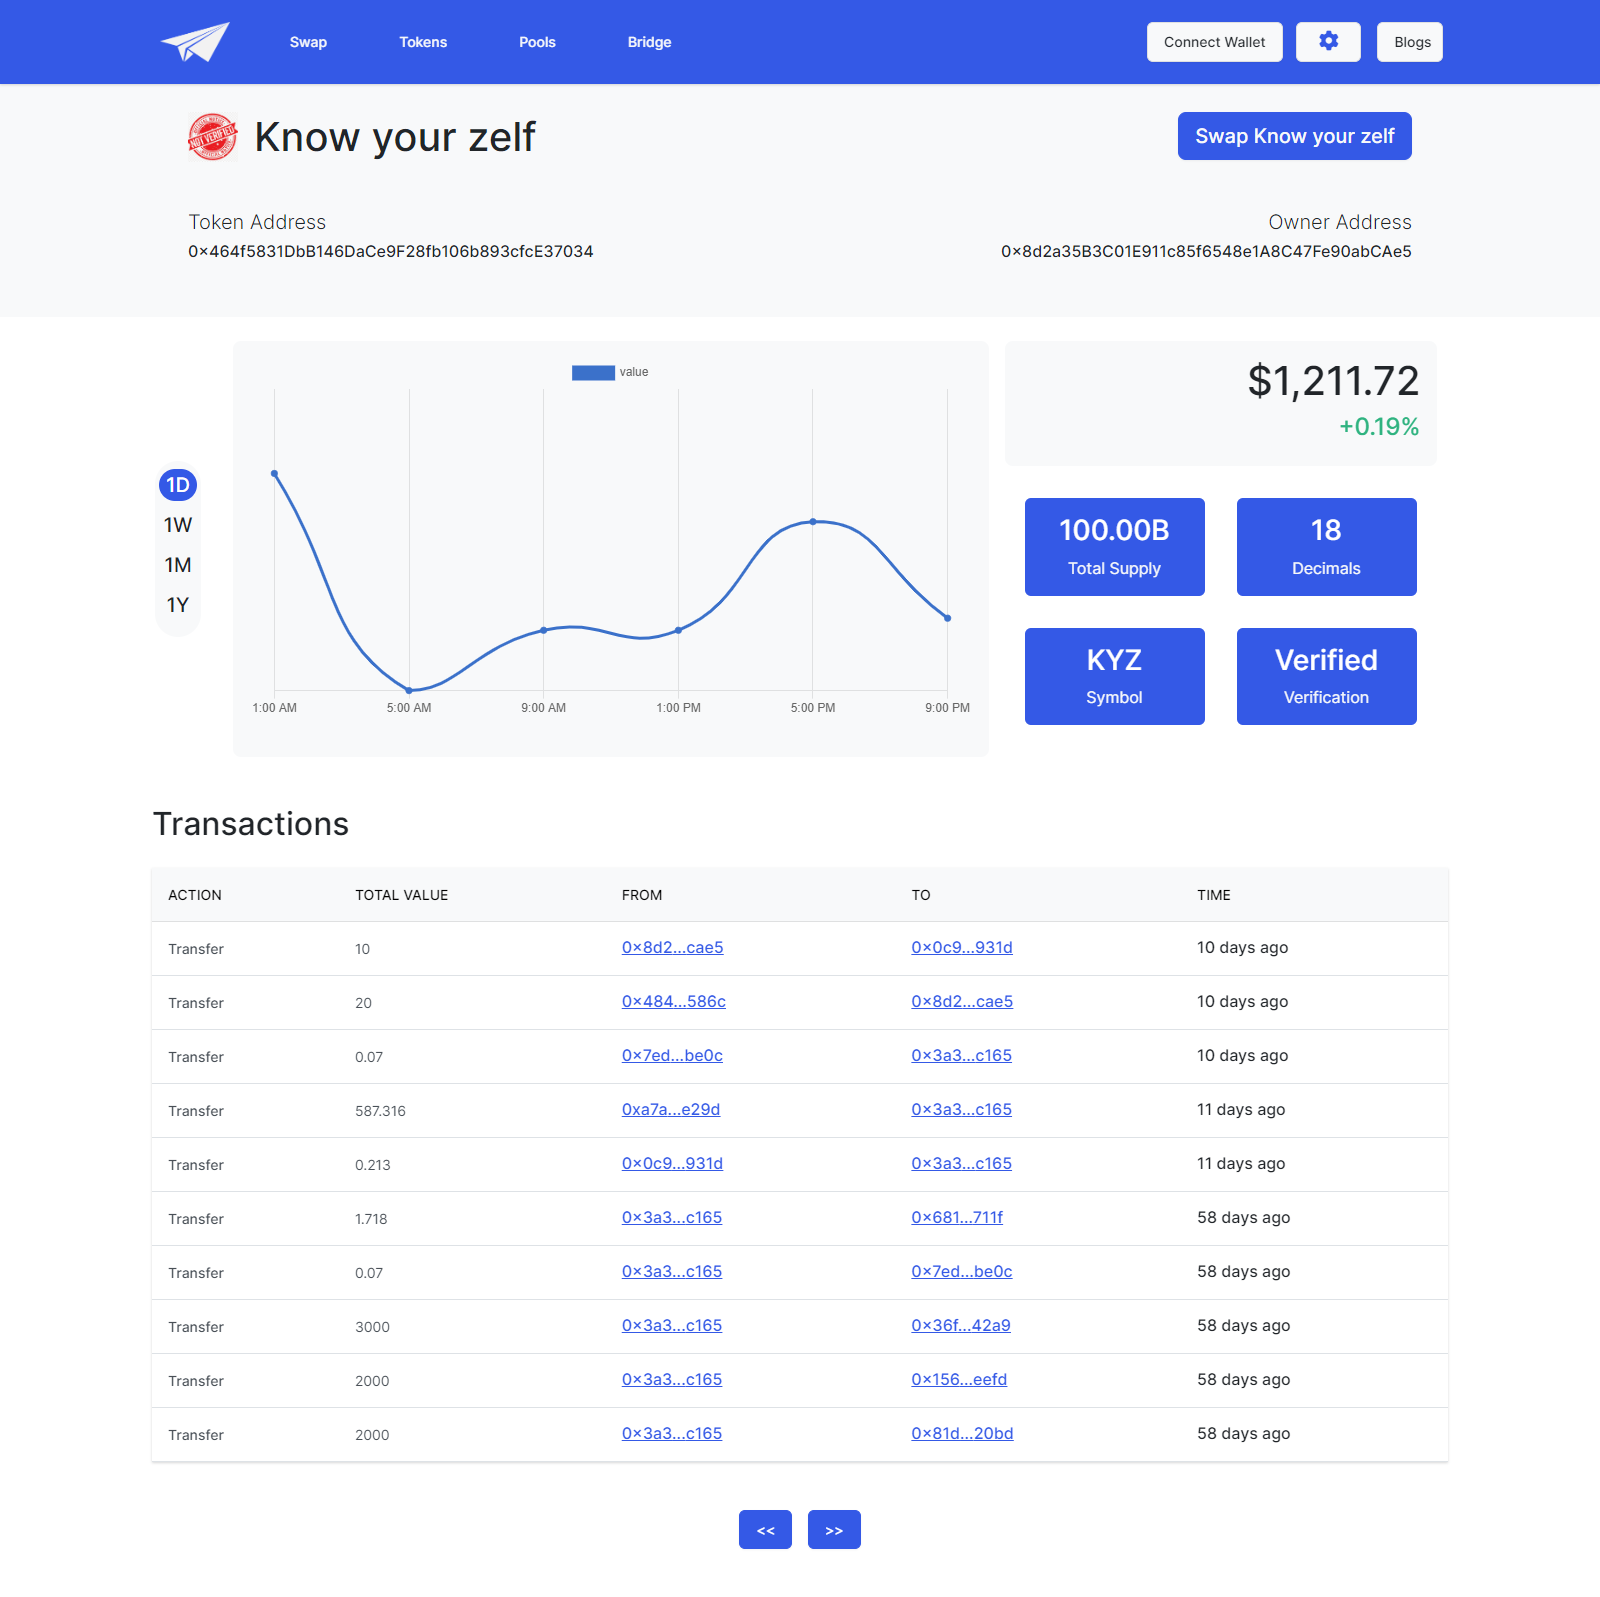 Swap Tokens Pools Bridge Connect Wallet Blogs
NOT VERIFIED
Know your zelf
Swap Know your zelf
Token Address
0x464f5831DbB146DaCe9F28fb106b893cfcE37034
Owner Address
0x8d2a35B3C01E911c85f6548e1A8C47Fe90abCAe5
1D
1W
1M
1Y
value
1:00 AM 5:00 AM 9:00 AM 1:00 PM 5:00 PM 9:00 PM
$1,211.72
+0.19%
100.00B
Total Supply
18
Decimals
KYZ
Symbol
Verified
Verification
Transactions
ACTION TOTAL VALUE FROM TO TIME
Transfer 10 0x8d2...cae5 0x0c9...931d 10 days ago
Transfer 20 0x484...586c 0x8d2...cae5 10 days ago
Transfer 0.07 0x7ed...be0c 0x3a3...c165 10 days ago
Transfer 587.316 0xa7a...e29d 0x3a3...c165 11 days ago
Transfer 0.213 0x0c9...931d 0x3a3...c165 11 days ago
Transfer 1.718 0x3a3...c165 0x681...711f 58 days ago
Transfer 0.07 0x3a3...c165 0x7ed...be0c 58 days ago
Transfer 3000 0x3a3...c165 0x36f...42a9 58 days ago
Transfer 2000 0x3a3...c165 0x156...eefd 58 days ago
Transfer 2000 0x3a3...c165 0x81d...20bd 58 days ago
<< >>